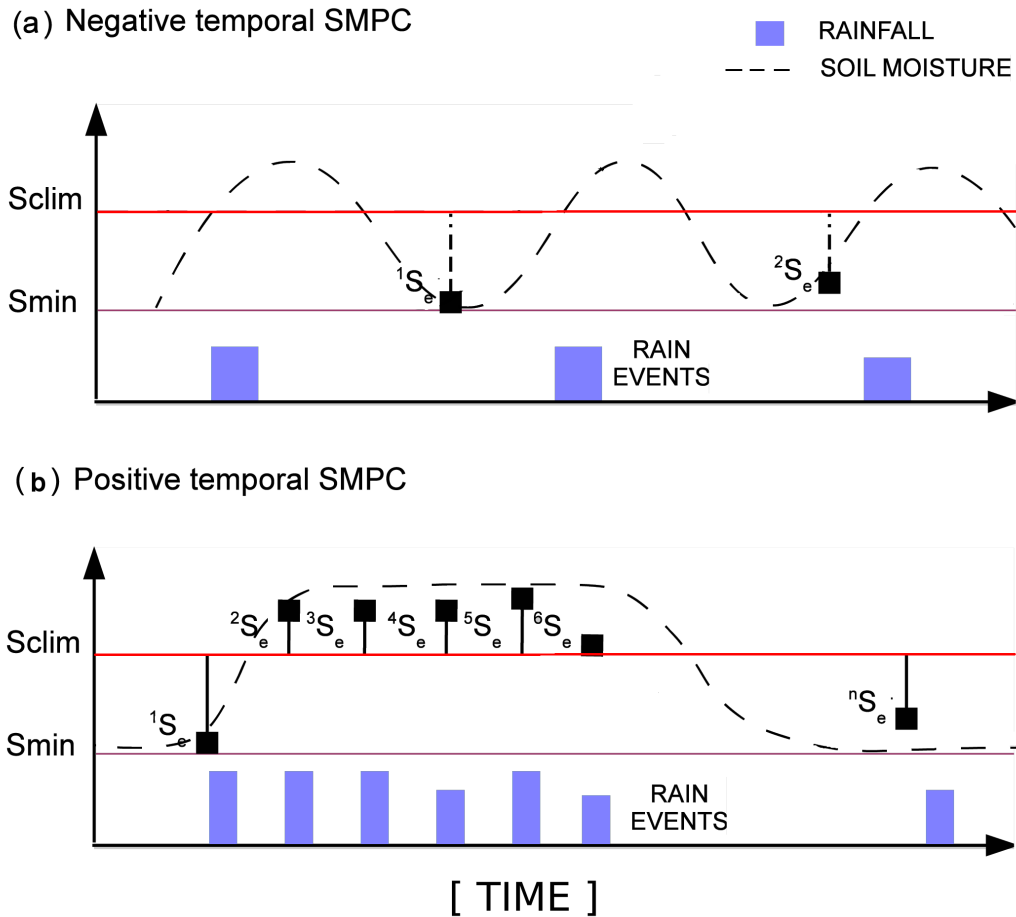 (a) Negative temporal SMPC
RAINFALL
SOIL MOISTURE
Sclim
¹Sₑ
²Sₑ
Smin
RAIN
EVENTS
(b) Positive temporal SMPC
²Sₑ ³Sₑ ⁴Sₑ ⁵Sₑ ⁶Sₑ
Sclim
ⁿSₑ
¹Sₑ
Smin
RAIN
EVENTS
[ TIME ]